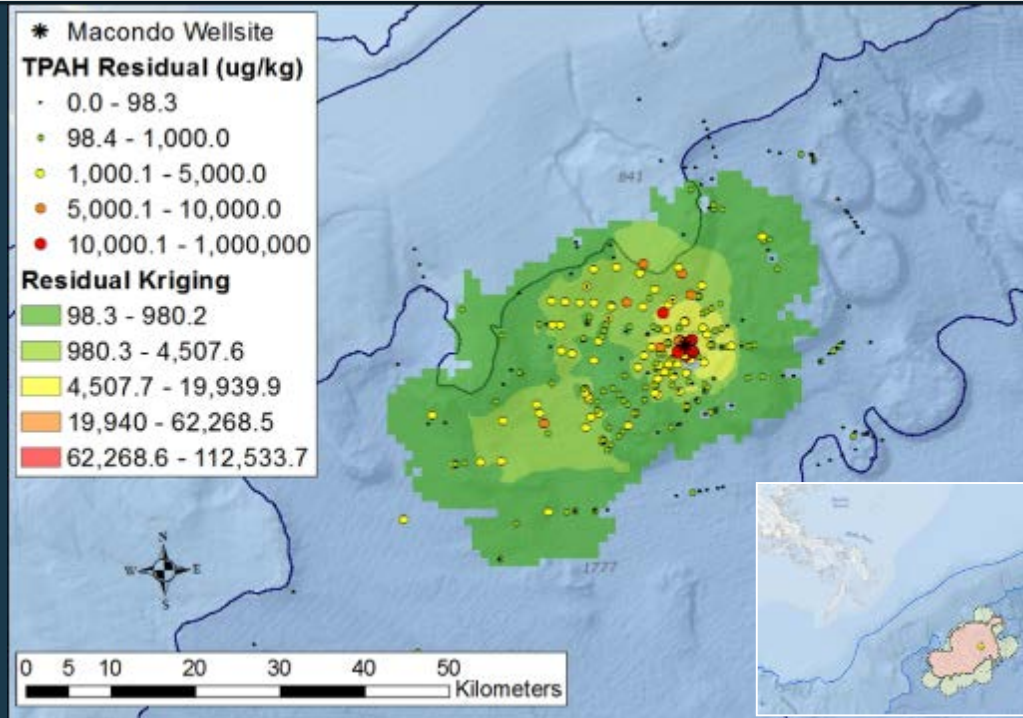 Macondo Wellsite
TPAH Residual (ug/kg)
0.0 - 98.3
98.4 - 1,000.0
1,000.1 - 5,000.0
5,000.1 - 10,000.0
10,000.1 - 1,000,000
Residual Kriging
98.3 - 980.2
980.3 - 4,507.6
4,507.7 - 19,939.9
19,940 - 62,268.5
62,268.6 - 112,533.7
841
1777
N
W E
S
0 5 10 20 30 40 50
Kilometers